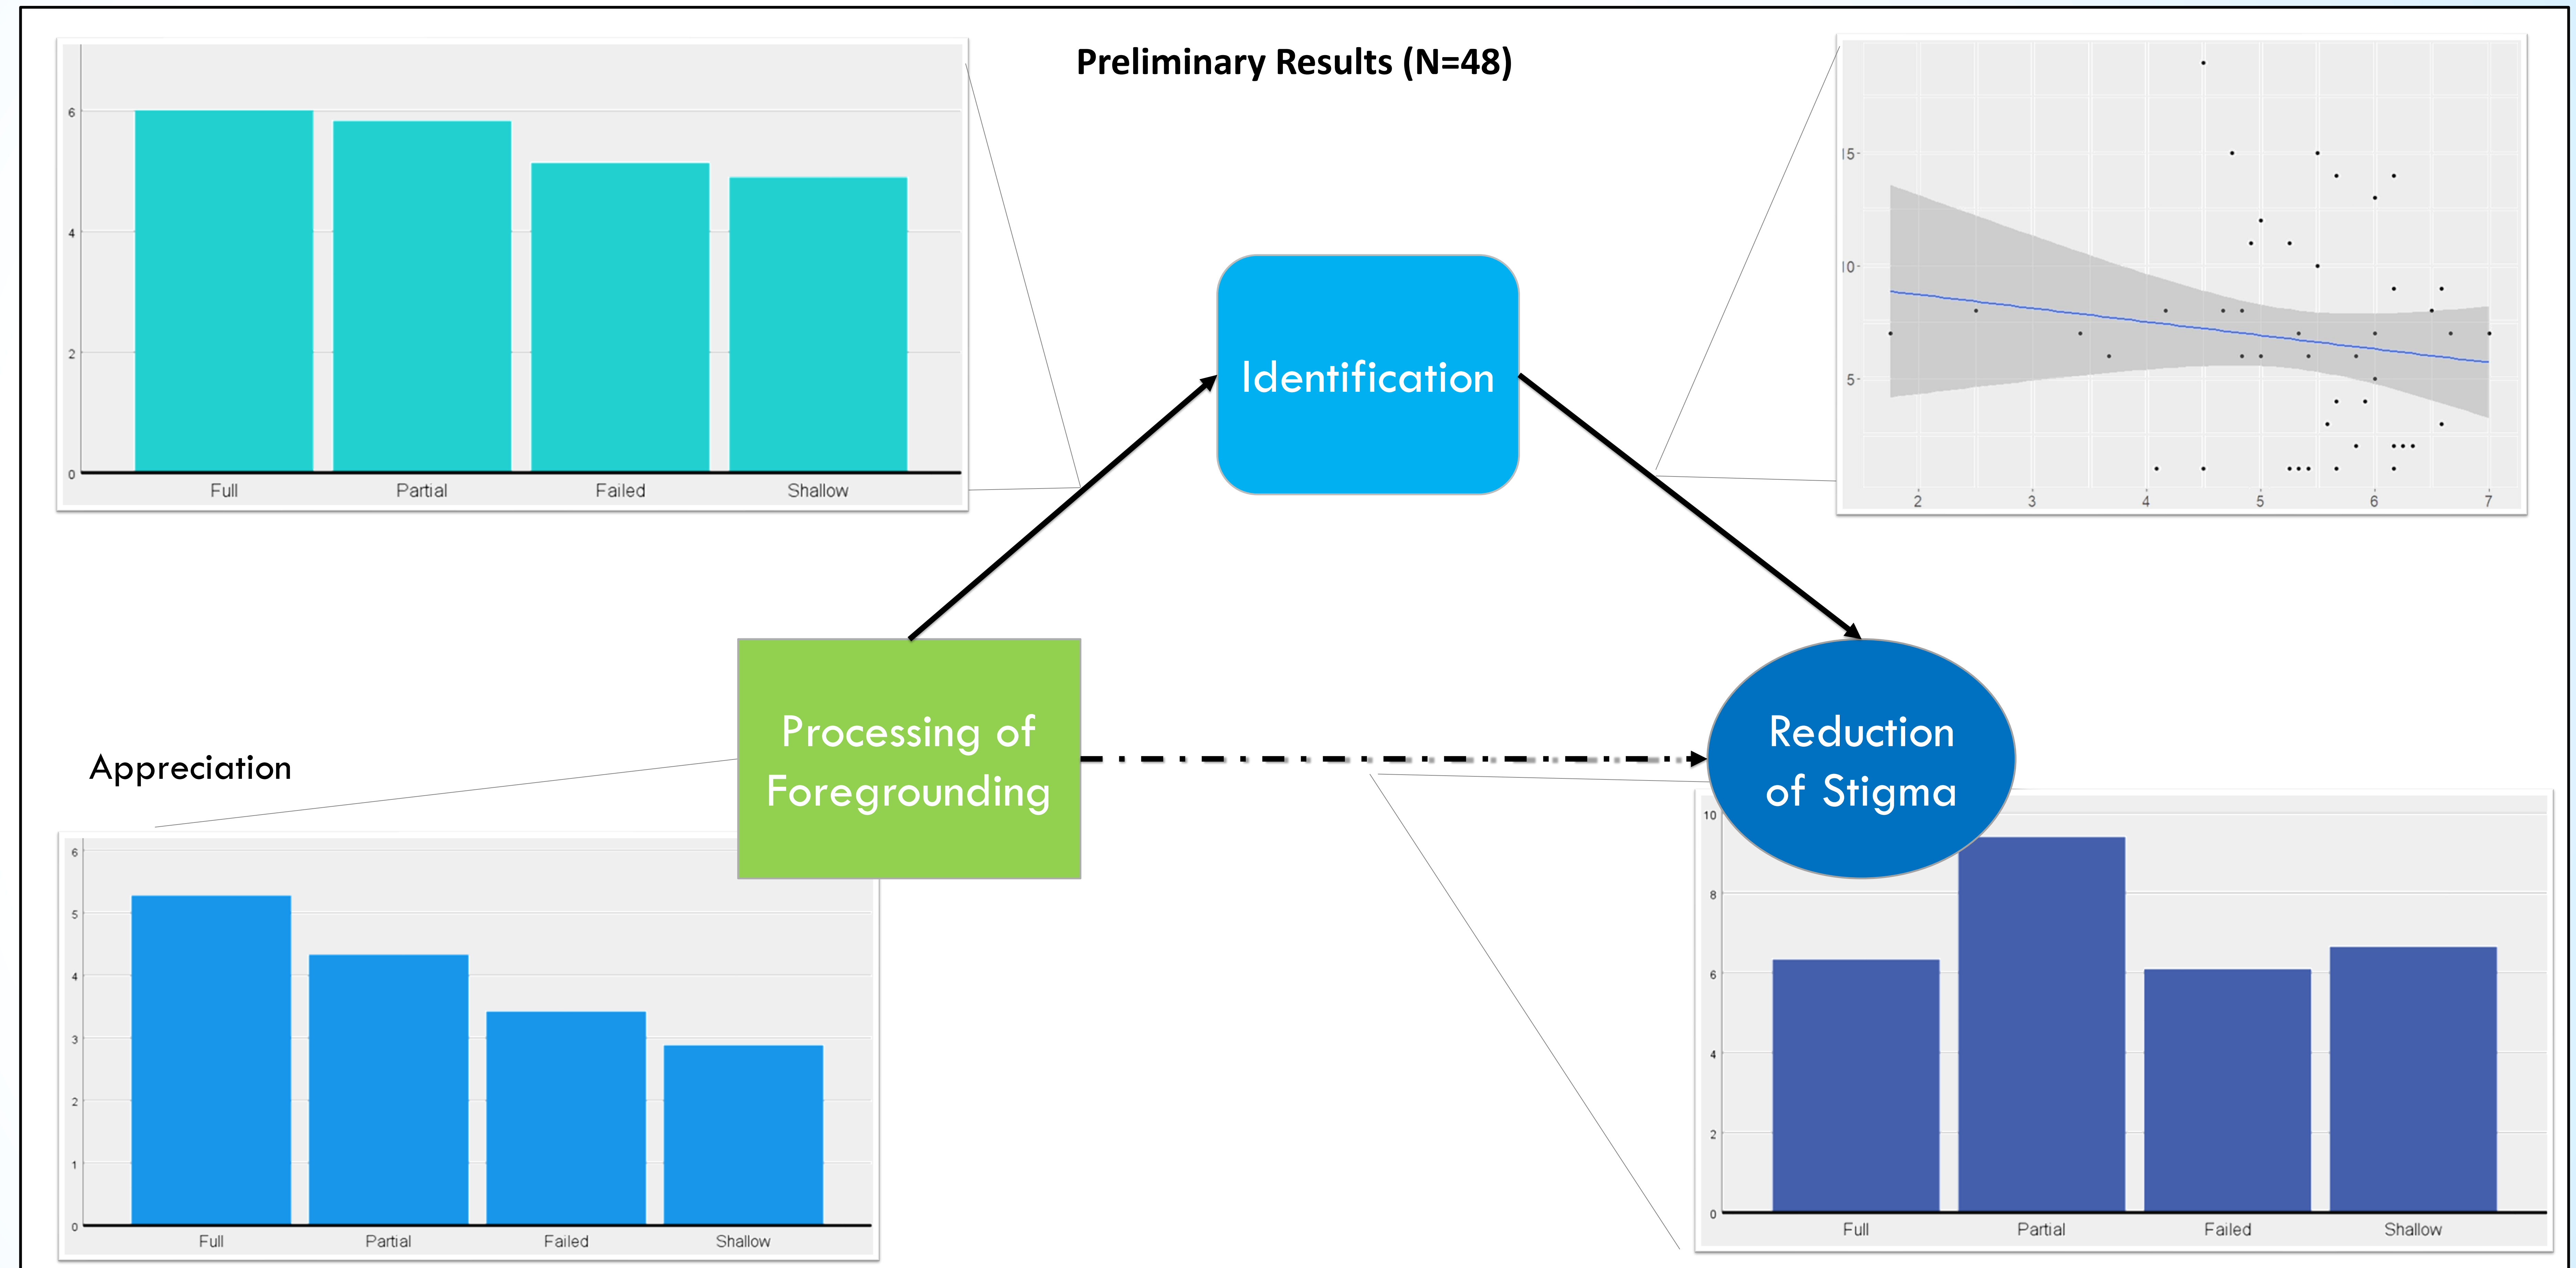 Preliminary Results (N=48)
6
4
2
0
Full
Partial
Failed
Shallow
15
10
5
2
3
4
5
6
7
Identification
Processing of
Foregrounding
Reduction
of Stigma
Appreciation
6
5
4
3
2
1
0
Full
Partial
Failed
Shallow
10
8
6
4
2
0
Full
Partial
Failed
Shallow